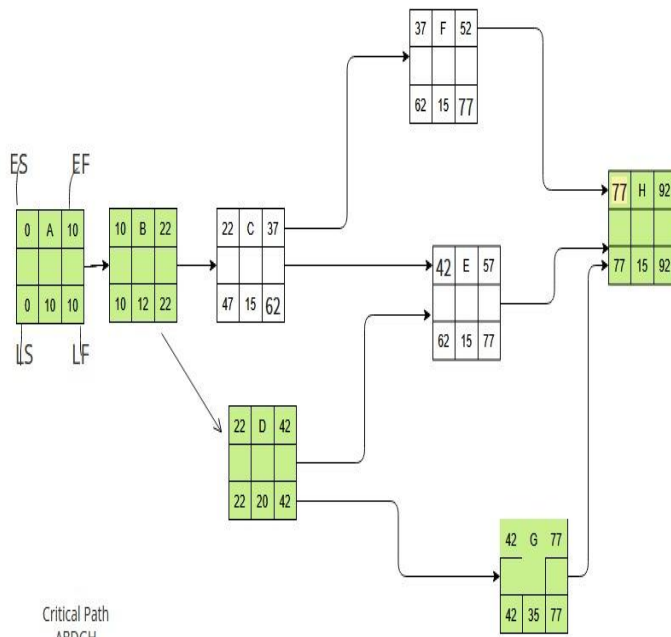 37 F 52
62 15 77
ES EF
77 H 92
77 15 92
0 A 10
0 10 10
10 B 22
10 12 22
22 C 37
47 15 62
42 E 57
62 15 77
LS LF
22 D 42
22 20 42
42 G 77
42 35 77
Critical Path
ABDGH